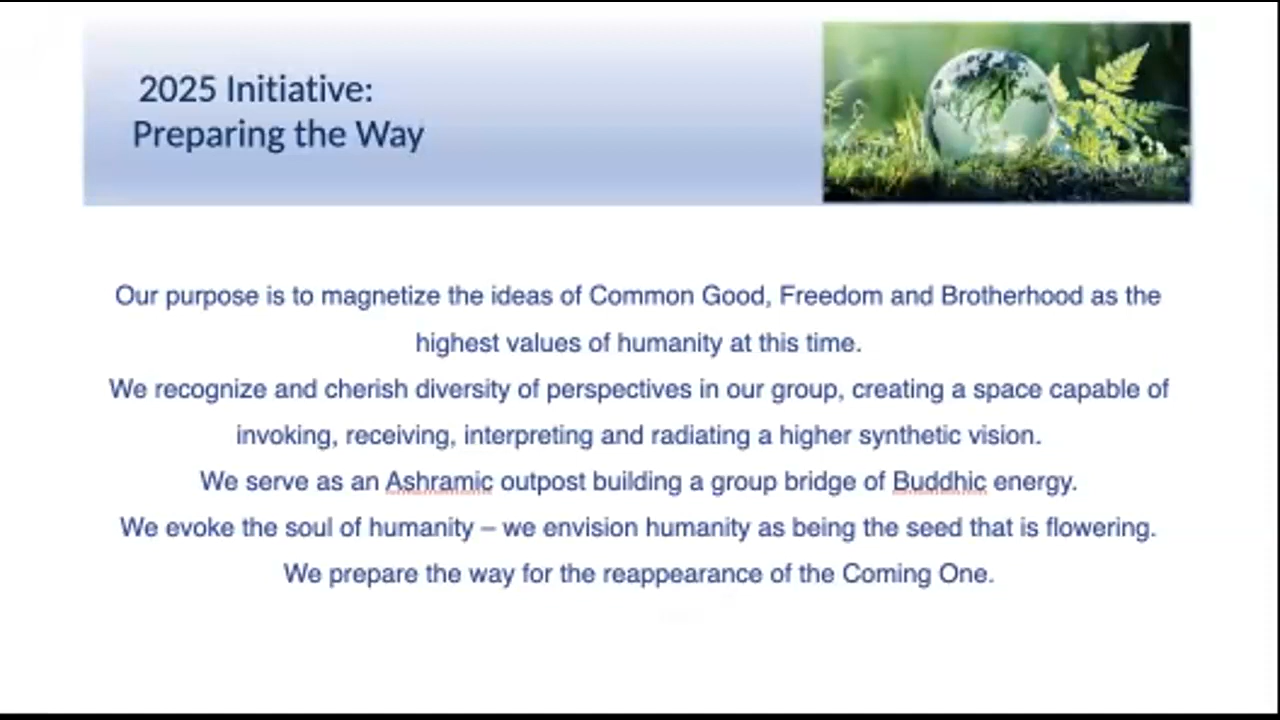 2025 Initiative:
Preparing the Way
Our purpose is to magnetize the ideas of Common Good, Freedom and Brotherhood as the
highest values of humanity at this time.
We recognize and cherish diversity of perspectives in our group, creating a space capable of
invoking, receiving, interpreting and radiating a higher synthetic vision.
We serve as an Ashramic outpost building a group bridge of Buddhic energy.
We evoke the soul of humanity – we envision humanity as being the seed that is flowering.
We prepare the way for the reappearance of the Coming One.